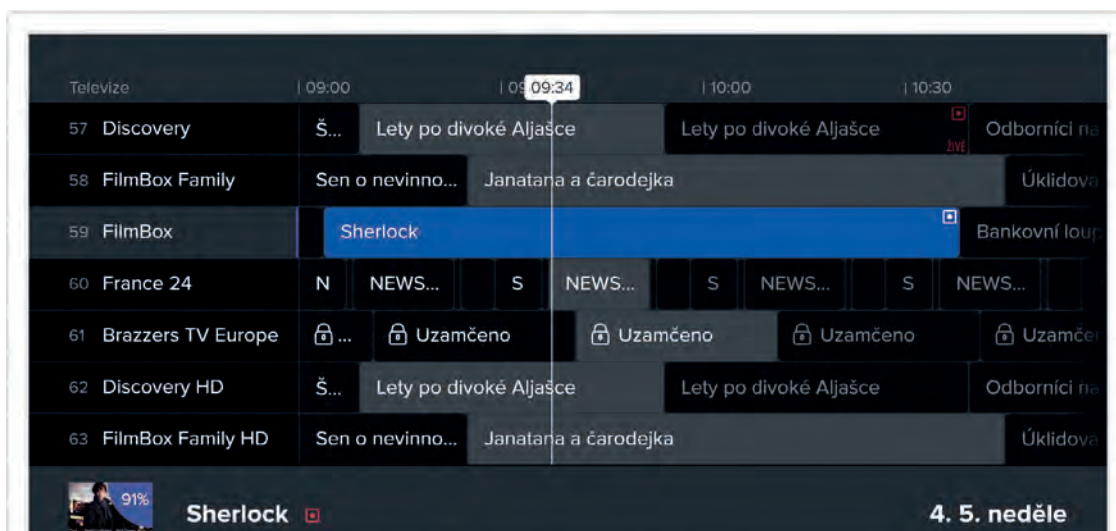 Televize 09:00 09:34 10:00 10:30
57 Discovery Š... Lety po divoké Aljašce Lety po divoké Aljašce ŽIVĚ Odborníci na
58 FilmBox Family Sen o nevinno... Janatana a čarodejka Úklidova
59 FilmBox Sherlock Bankovní loup
60 France 24 N NEWS... S NEWS... S NEWS... S NEWS...
61 Brazzers TV Europe ... Uzamčeno Uzamčeno Uzamčeno Uzamče
62 Discovery HD Š... Lety po divoké Aljašce Lety po divoké Aljašce Odborníci na
63 FilmBox Family HD Sen o nevinno... Janatana a čarodejka Úklidova
91%
Sherlock 4. 5. neděle